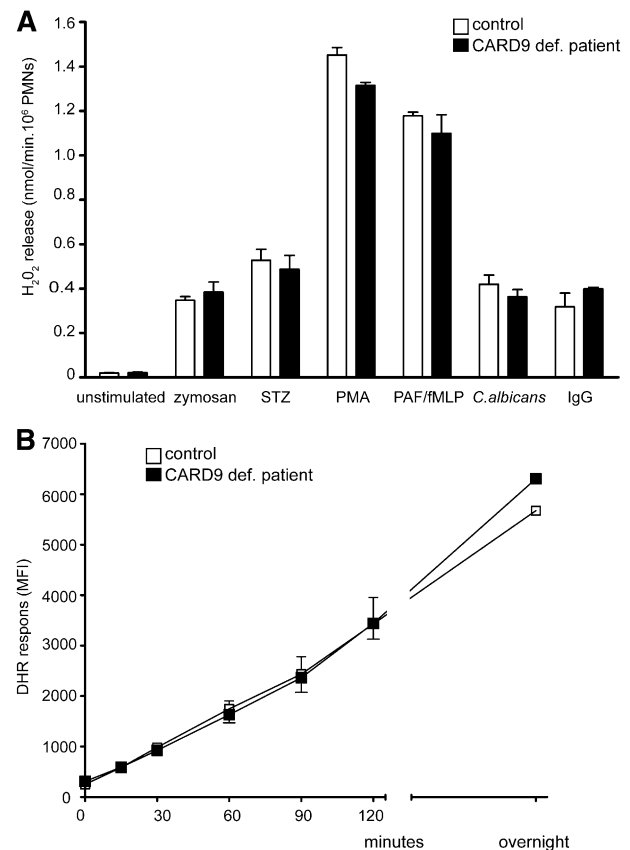 A
control
CARD9 def. patient
H₂0₂ release (nmol/min.10⁶ PMNs)
1.6
1.4
1.2
1.0
0.8
0.6
0.4
0.2
0
unstimulated zymosan STZ PMA PAF/fMLP C.albicans IgG
B
control
CARD9 def. patient
DHR respons (MFI)
7000
6000
5000
4000
3000
2000
1000
0
0 30 60 90 120
minutes overnight